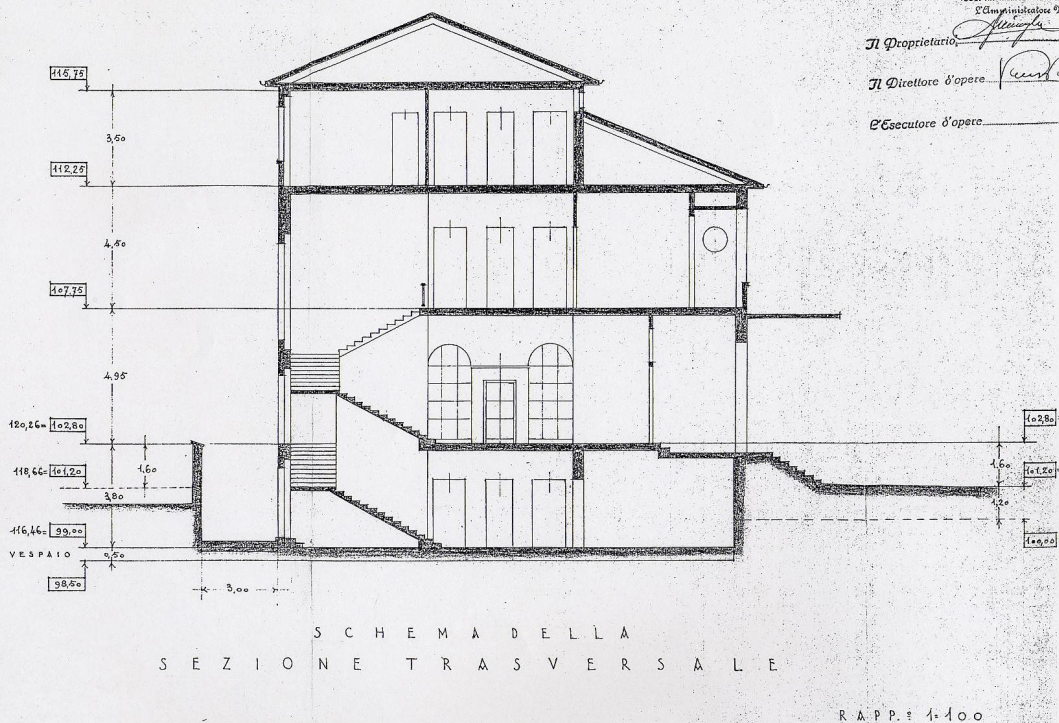 L'Amministratore
Il Proprietario
Il Direttore d'opere
L'Esecutore d'opere
115,75
3,50
112,25
4,50
107,75
4,95
120,26= 102,80
1,60
118,66= 101,20
3,80
116,46= 99,00
VESPAIO 0,50
98,50
3,00
102,80
1,60
101,20
1,20
100,00
SCHEMA DELLA
SEZIONE TRASVERSALE
RAPP.º 1:100